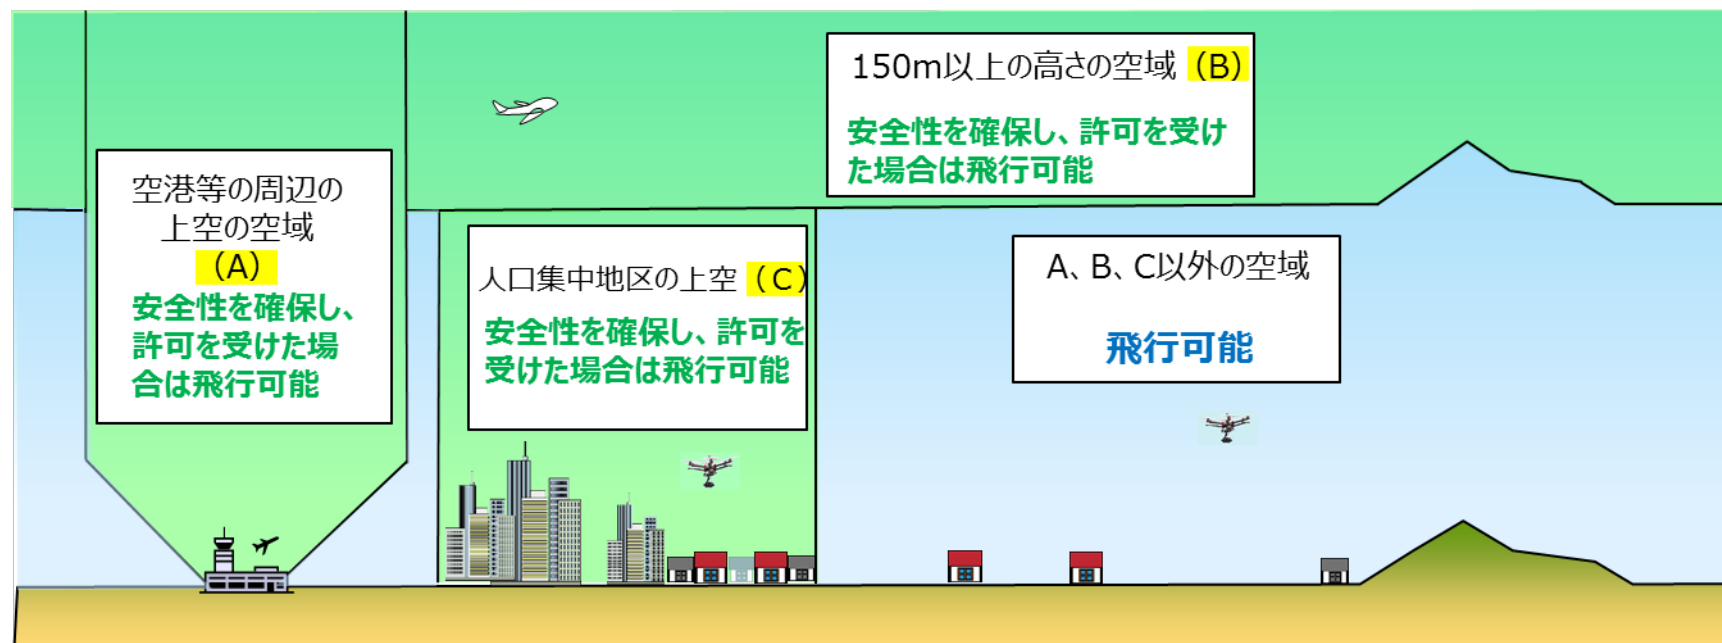 空港等の周辺の
上空の空域
（A）
安全性を確保し、
許可を受けた場
合は飛行可能
150m以上の高さの空域（B）
安全性を確保し、許可を受け
た場合は飛行可能
人口集中地区の上空（C）
安全性を確保し、許可を
受けた場合は飛行可能
A、B、C以外の空域
飛行可能